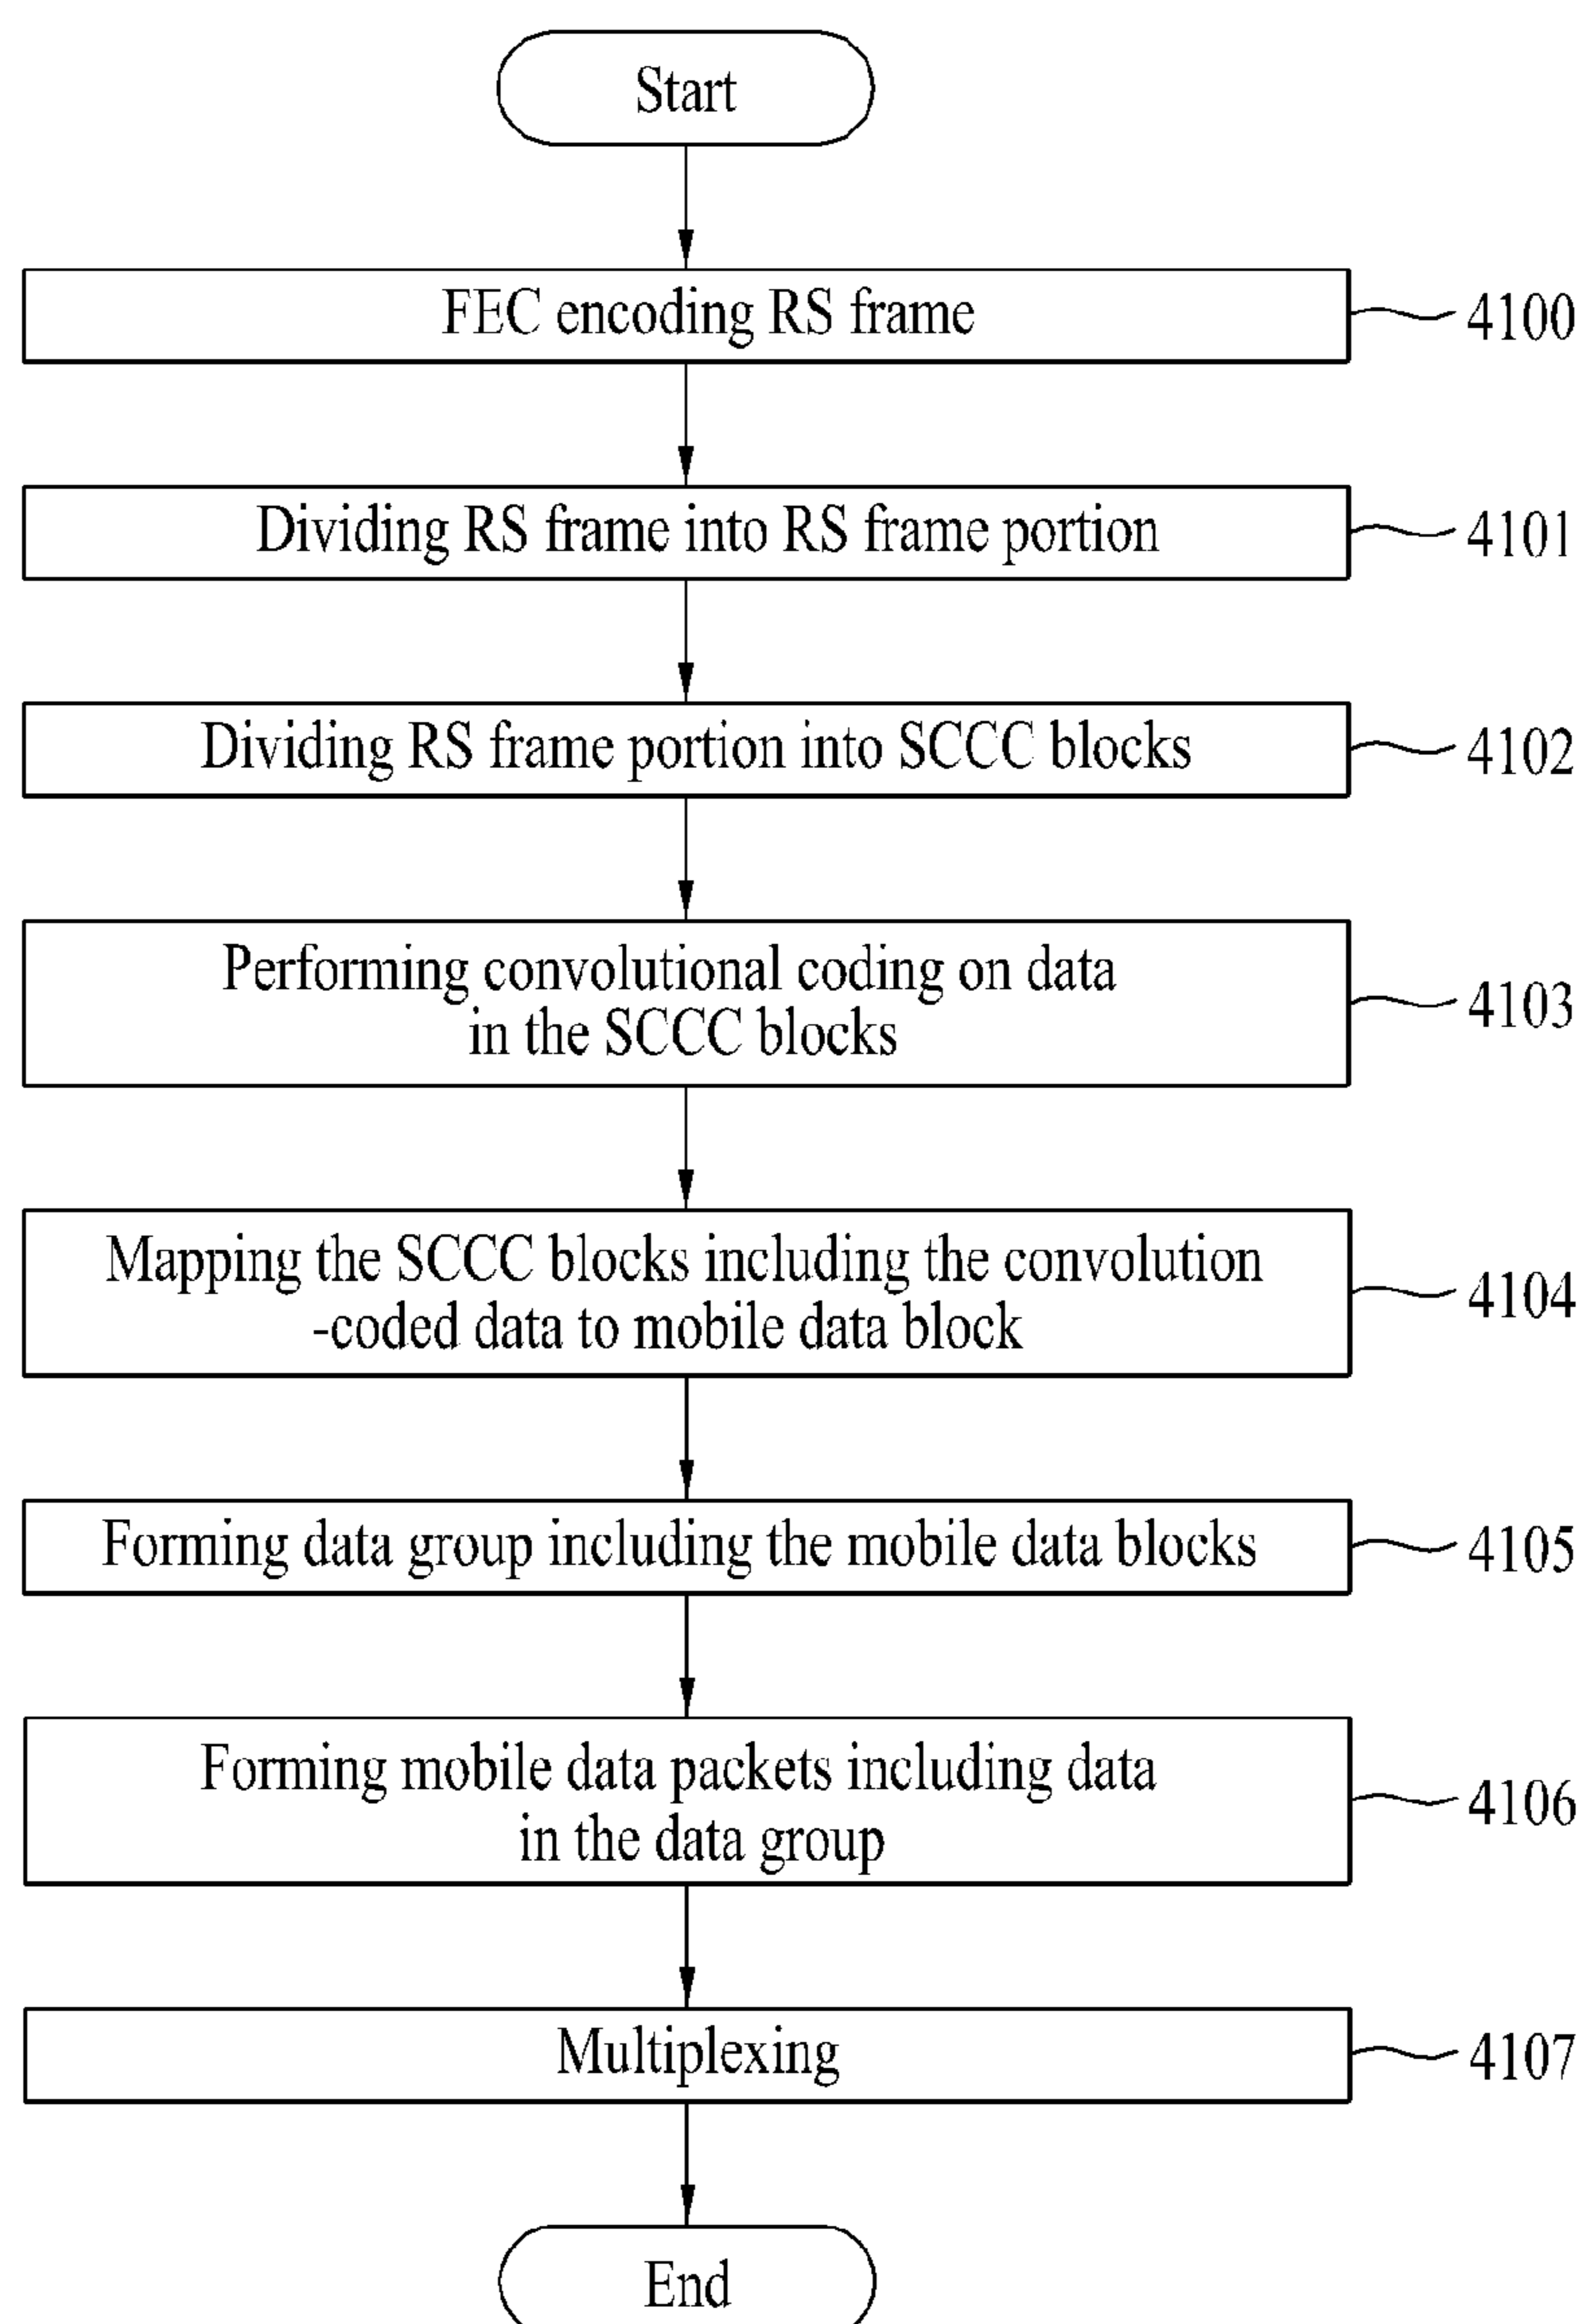 Start
FEC encoding RS frame
4100
Dividing RS frame into RS frame portion
4101
Dividing RS frame portion into SCCC blocks
4102
Performing convolutional coding on data
in the SCCC blocks
4103
Mapping the SCCC blocks including the convolution
-coded data to mobile data block
4104
Forming data group including the mobile data blocks
4105
Forming mobile data packets including data
in the data group
4106
Multiplexing
4107
End